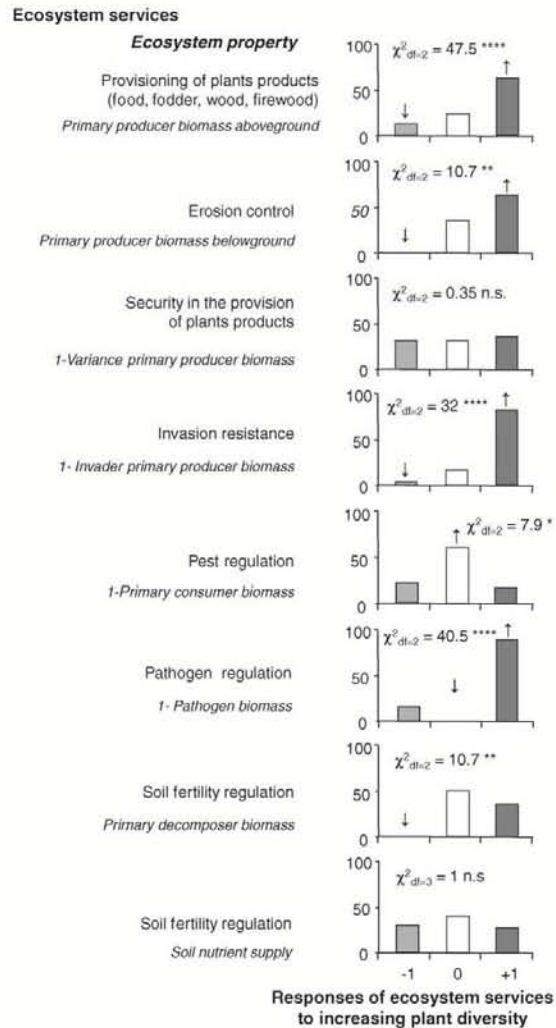 Ecosystem services
Ecosystem property
Provisioning of plants products
(food, fodder, wood, firewood)
Primary producer biomass aboveground
100
50
0
χ²df=2 = 47.5 ****
↓
↑
Erosion control
Primary producer biomass belowground
100
50
0
χ²df=2 = 10.7 **
↓
↑
Security in the provision
of plants products
1-Variance primary producer biomass
100
50
0
χ²df=2 = 0.35 n.s.
Invasion resistance
1- Invader primary producer biomass
100
50
0
χ²df=2 = 32 ****
↓
↑
Pest regulation
1-Primary consumer biomass
100
50
0
χ²df=2 = 7.9 *
↑
Pathogen regulation
1- Pathogen biomass
100
50
0
χ²df=2 = 40.5 ****
↓
↑
Soil fertility regulation
Primary decomposer biomass
100
50
0
χ²df=2 = 10.7 **
↓
Soil fertility regulation
Soil nutrient supply
100
50
0
χ²df=3 = 1 n.s
-1 0 +1
Responses of ecosystem services
to increasing plant diversity